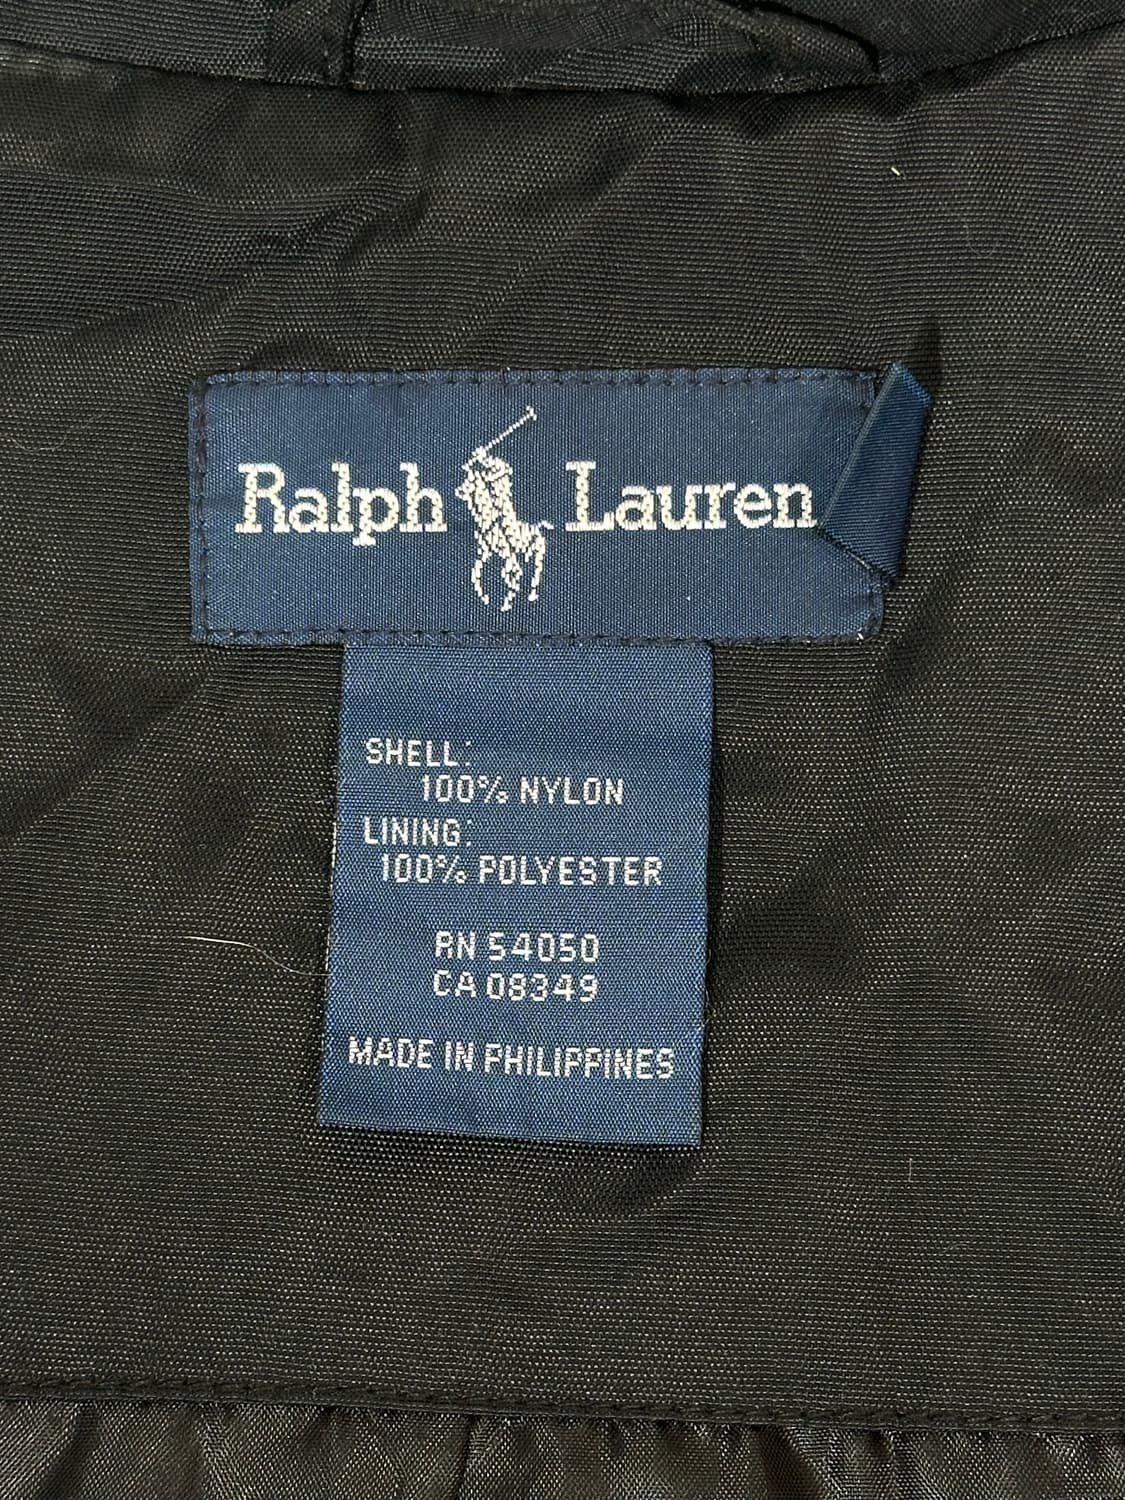 Ralph Lauren
SHELL:
100% NYLON
LINING:
100% POLYESTER
RN 54050
CA 08349
MADE IN PHILIPPINES